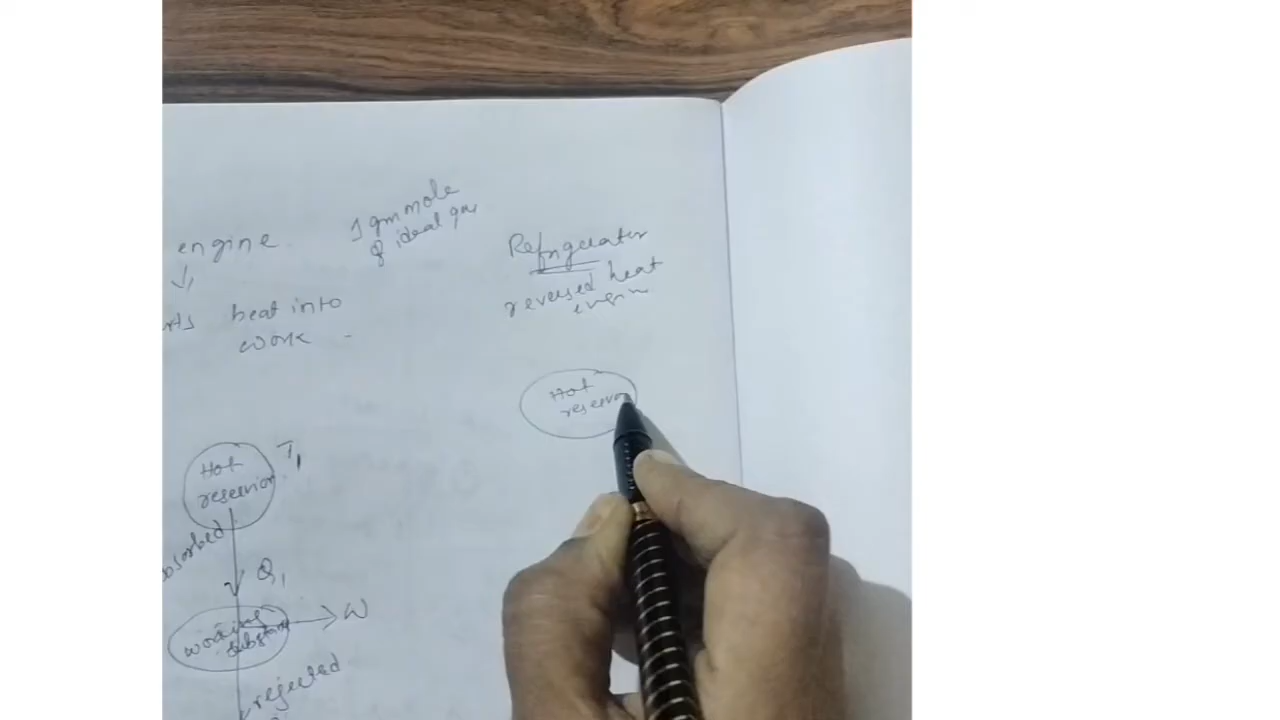 engine
1 gm mole
of ideal gas
heat into
work
Refrigerator
reversed heat
engine
Hot
reservoir
Hot
reservoir
T₁
absorbed
Q₁
working
substance
W
rejected